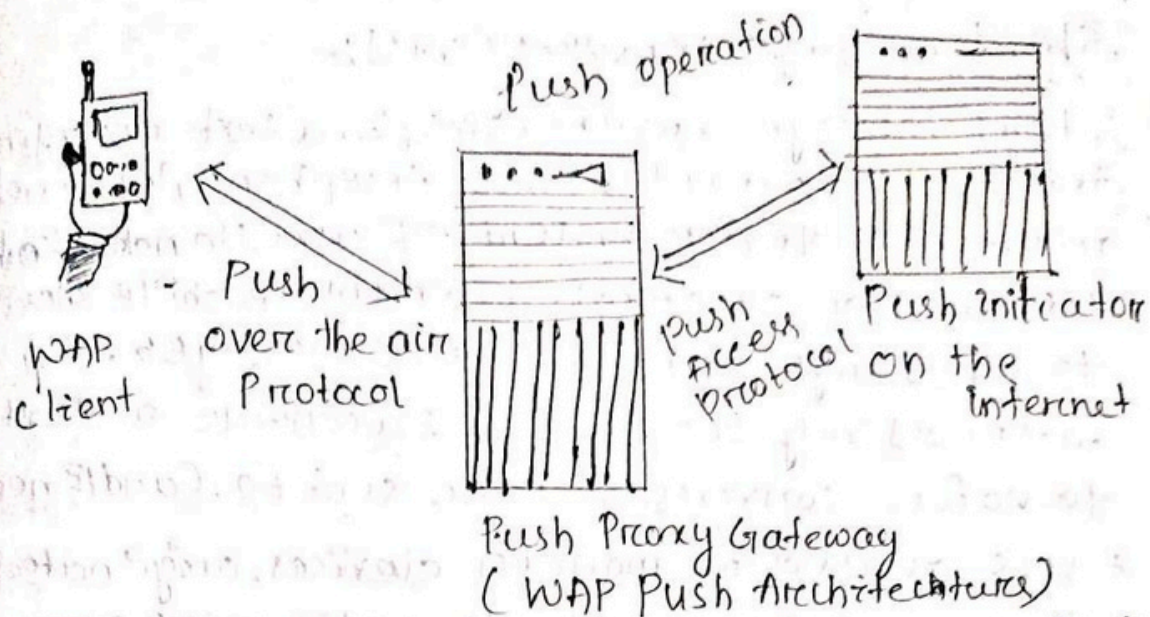 Push operation
Push
over the air
Protocol
WAP
Client
Push
Access
Protocol
Push initiator
on the
internet
Push Proxy Gateway
( WAP Push Architectures)